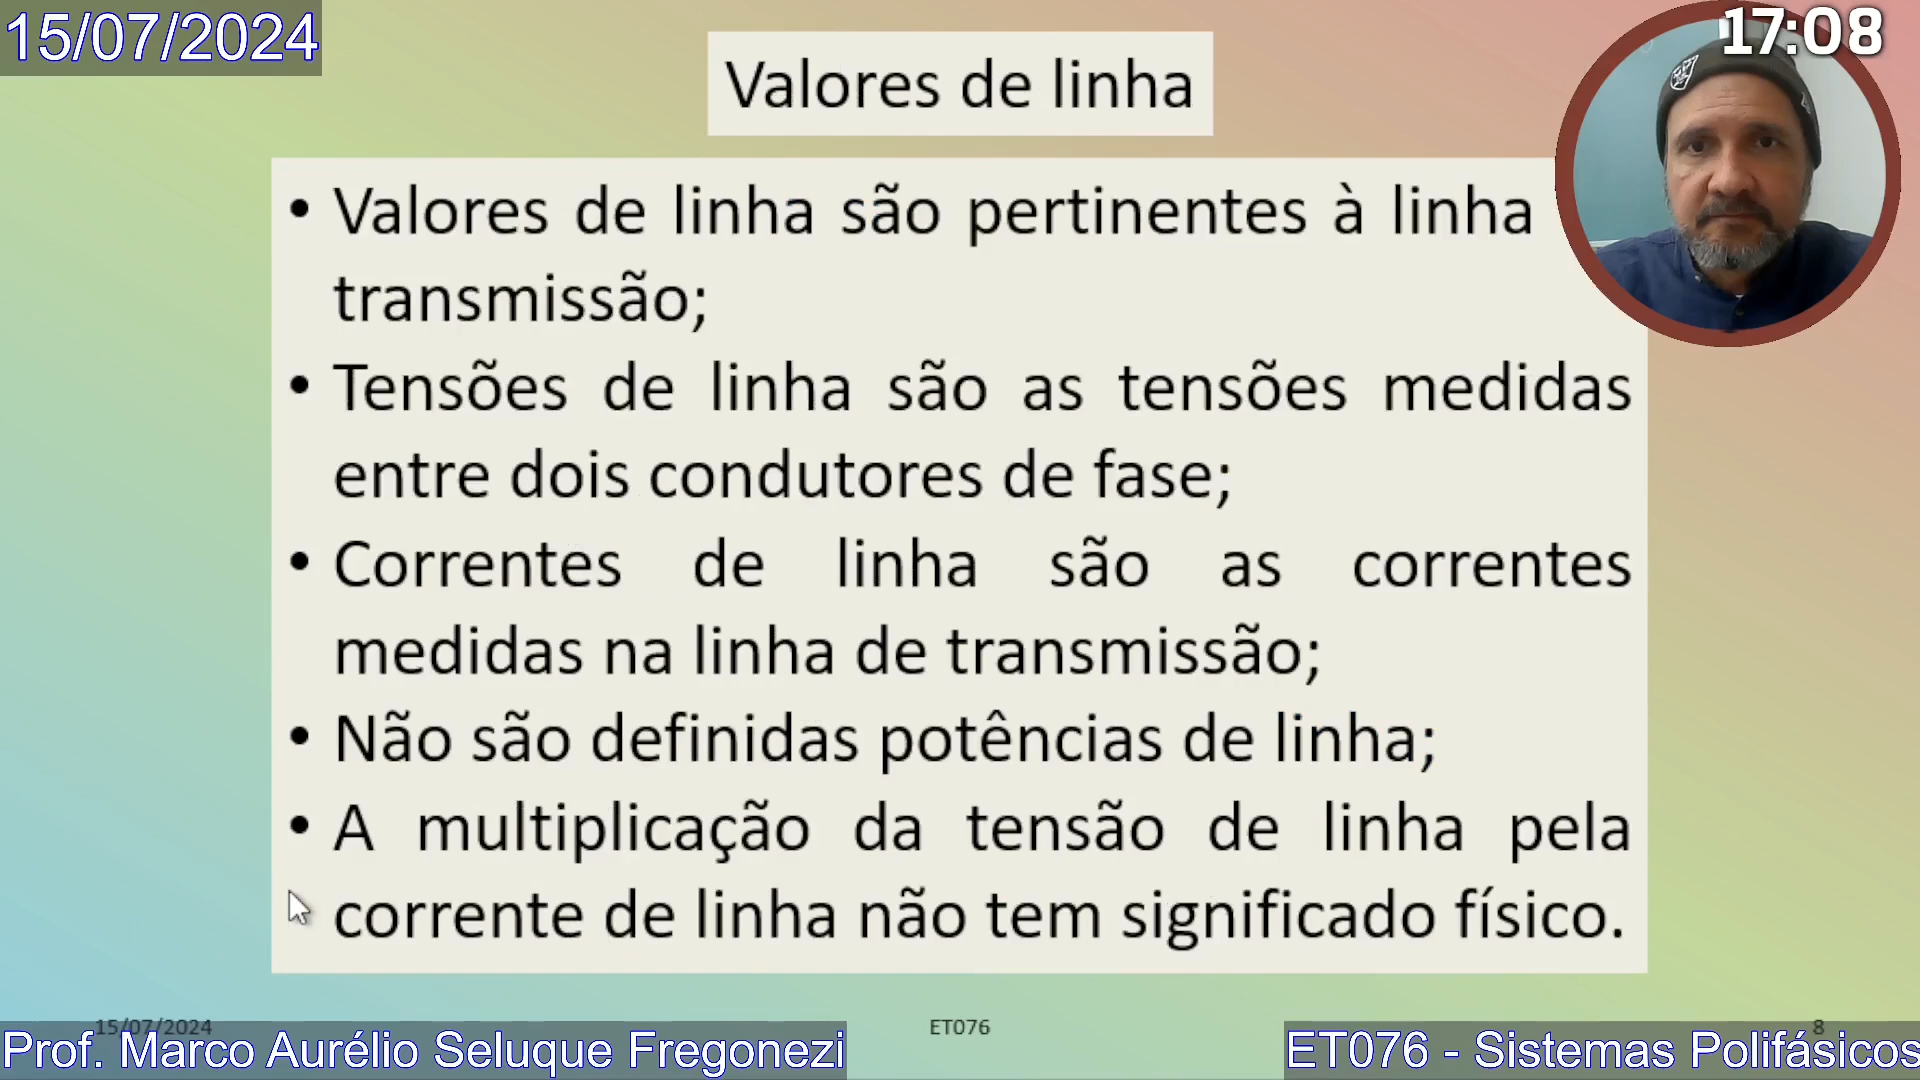 15/07/2024
17:08
Valores de linha
• Valores de linha são pertinentes à linha
transmissão;
• Tensões de linha são as tensões medidas
entre dois condutores de fase;
• Correntes de linha são as correntes
medidas na linha de transmissão;
• Não são definidas potências de linha;
• A multiplicação da tensão de linha pela
corrente de linha não tem significado físico.
15/07/2024
ET076
8
Prof. Marco Aurélio Seluque Fregonezi
ET076 - Sistemas Polifásicos